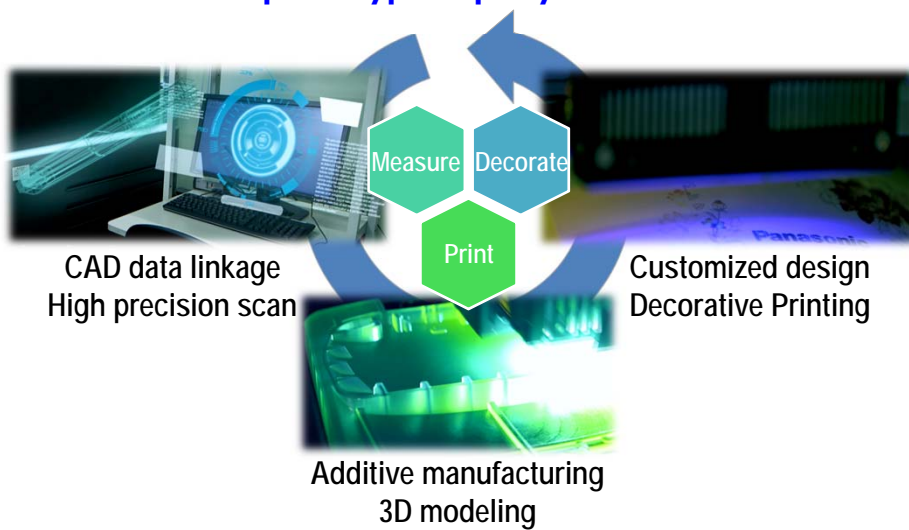 Measure
Decorate
Print
Panasonic
CAD data linkage
High precision scan
Customized design
Decorative Printing
Additive manufacturing
3D modeling